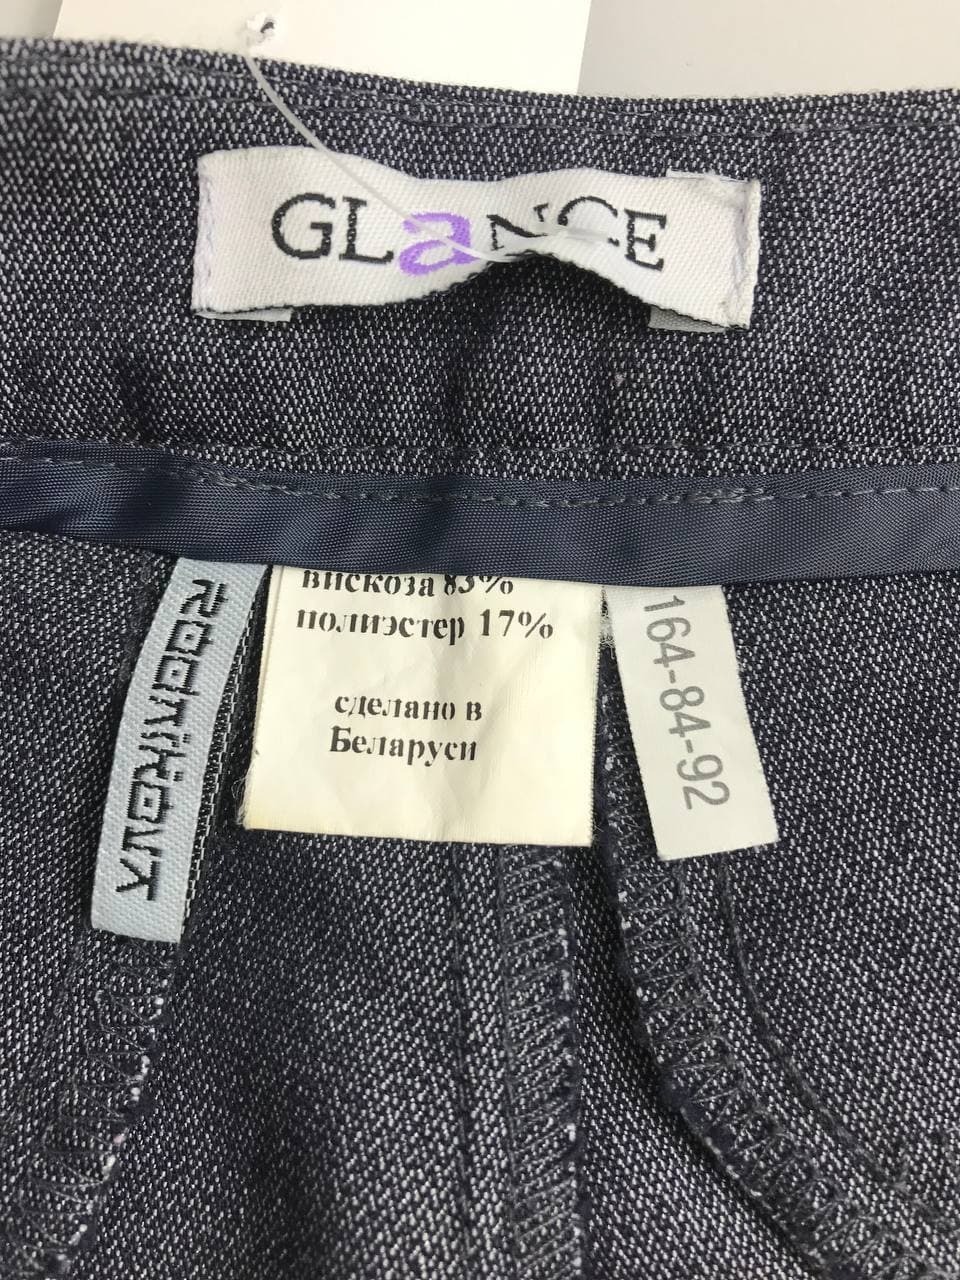 GLaNCE
вискоза 83%
полиэстер 17%
сделано в
Беларуси
164-84-92